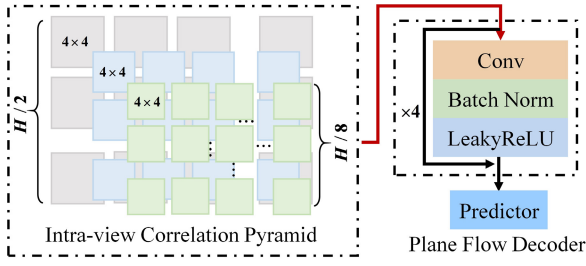 4 × 4
4 × 4
4 × 4
H / 2
H / 8
Intra-view Correlation Pyramid
×4
Conv
Batch Norm
LeakyReLU
Predictor
Plane Flow Decoder